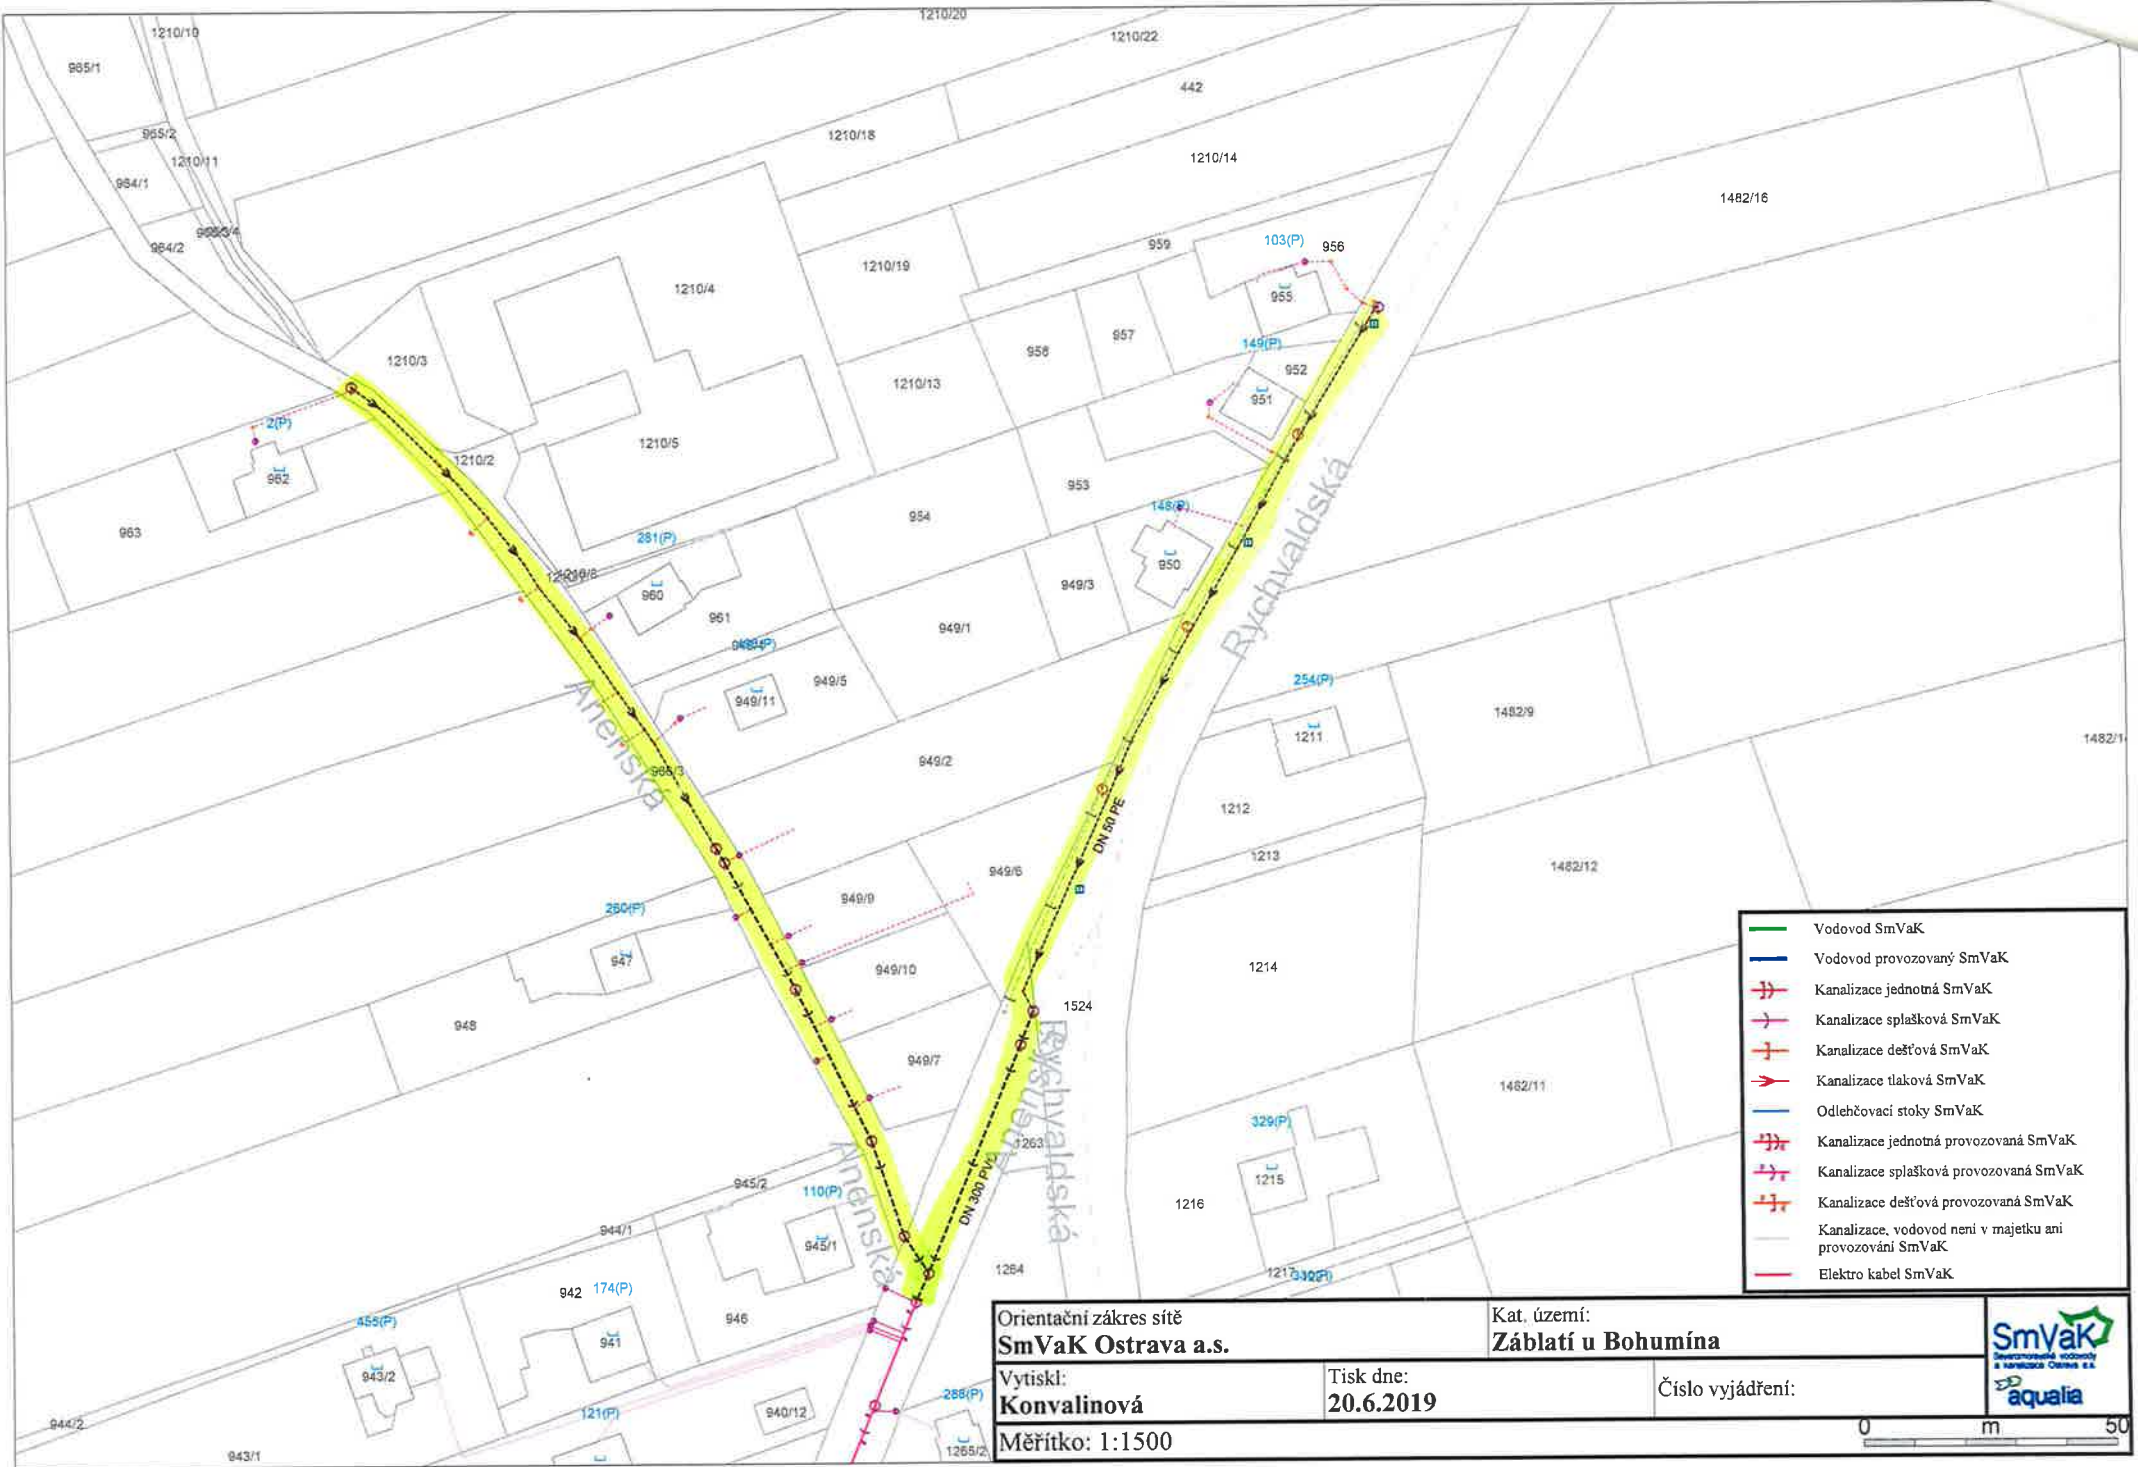 1210/20
1210/10
1210/22
965/1
442
965/2
1210/18
1210/11
1210/14
964/1
1482/16
964/2
959
103(P)
956
1210/19
1210/4
955
957
149(P)
958
1210/3
952
1210/13
951
2(P)
1210/5
1210/2
962
953
148(P)
954
963
281(P)
950
960
949/3
961
949/1
Rychvaldská
949/5
254(P)
949/11
1482/9
1211
Anenská
1482/1
949/2
966/3
1212
DN 50 PE
1213
1482/12
949/6
949/9
260(P)
947
949/10
1214
1524
948
949/7
1482/11
Rychvaldská
329(P)
1263
DN 300 PVC
945/2
110(P)
1215
1216
944/1
945/1
Anenská
1264
1217
942
174(P)
946
455(P)
941
943/2
288(P)
121(P)
940/12
944/2
943/1
1265/2
Vodovod SmVaK
Vodovod provozovaný SmVaK
Kanalizace jednotná SmVaK
Kanalizace splašková SmVaK
Kanalizace dešťová SmVaK
Kanalizace tlaková SmVaK
Odlehčovací stoky SmVaK
Kanalizace jednotná provozovaná SmVaK
Kanalizace splašková provozovaná SmVaK
Kanalizace dešťová provozovaná SmVaK
Kanalizace, vodovod není v majetku ani
provozování SmVaK
Elektro kabel SmVaK
Orientační zákres sítě
SmVaK Ostrava a.s.
Kat. území:
Záblatí u Bohumína
Vytiskl:
Konvalinová
Tisk dne:
20.6.2019
Číslo vyjádření:
SmVaK
Severomoravské vodovody
a kanalizace Ostrava a.s.
aqualia
Měřítko: 1:1500
0 m 50